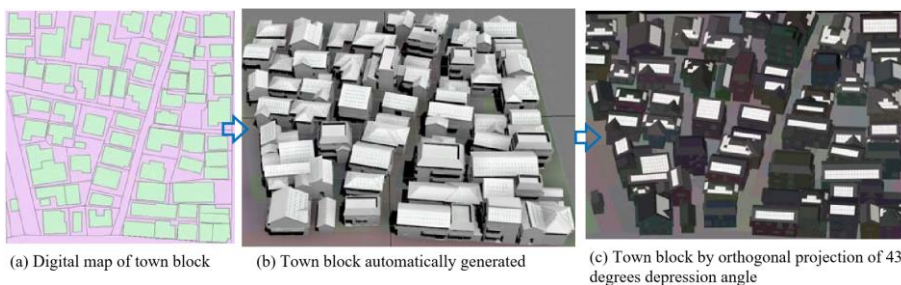 (a) Digital map of town block
(b) Town block automatically generated
(c) Town block by orthogonal projection of 43
degrees depression angle